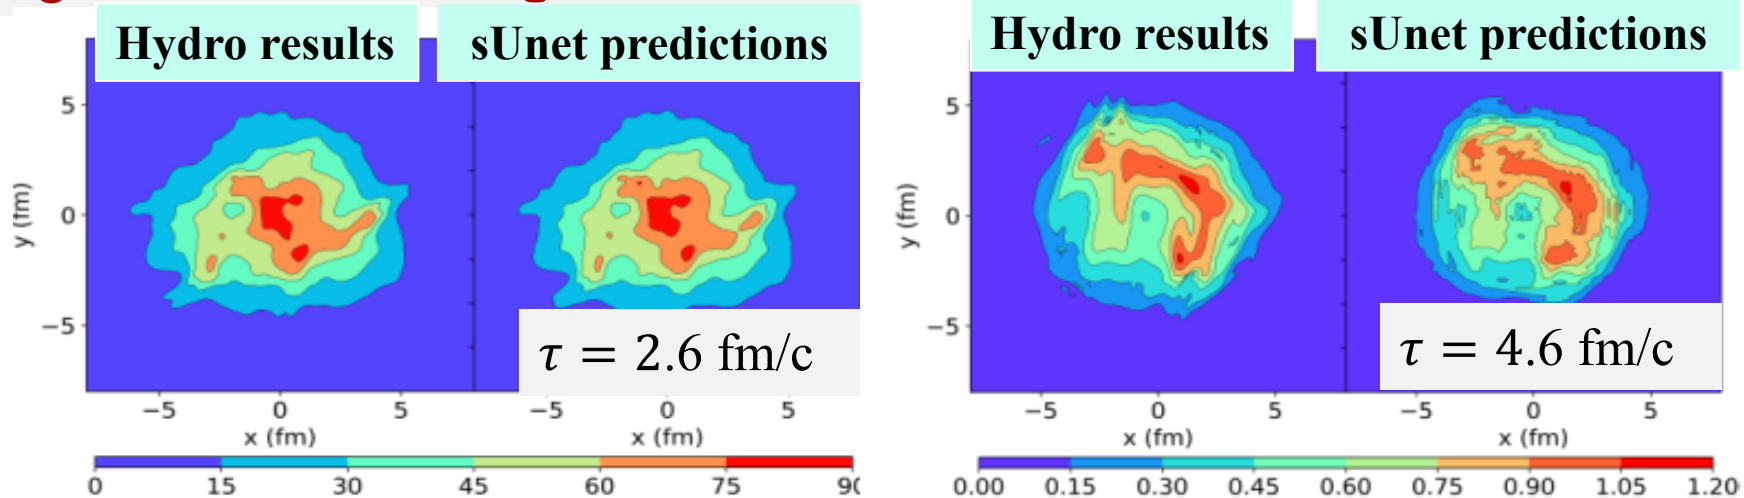 Hydro results
sUnet predictions
5
0
−5
y (fm)
τ = 2.6 fm/c
−5 0 5
−5 0 5
x (fm)
x (fm)
0 15 30 45 60 75 90
Hydro results
sUnet predictions
5
0
−5
y (fm)
τ = 4.6 fm/c
−5 0 5
−5 0 5
x (fm)
x (fm)
0.00 0.15 0.30 0.45 0.60 0.75 0.90 1.05 1.20